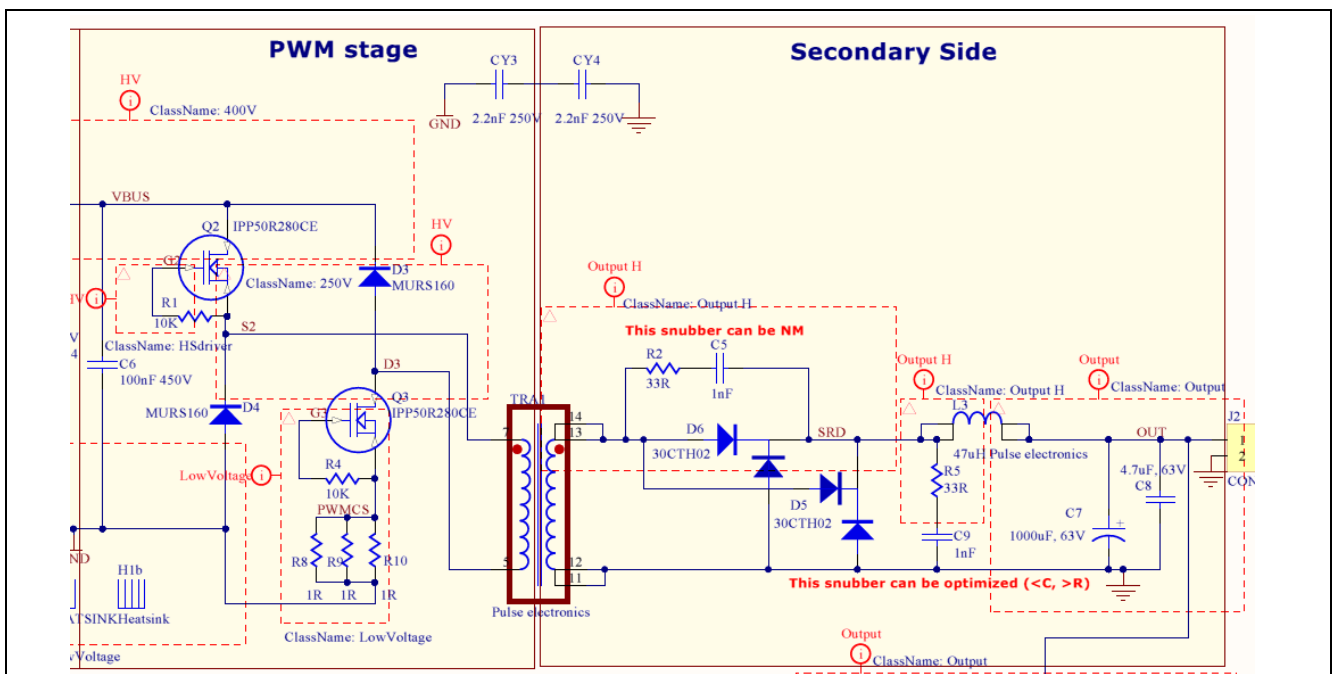 PWM stage
Secondary Side
HV
ClassName: 400V
CY3
CY4
GND
2.2nF 250V
2.2nF 250V
VBUS
Q2
IPP50R280CE
HV
G2
D3
MURS160
ClassName: 250V
R1
10K
S2
ClassName: HSdriver
C6
100nF 450V
D3
MURS160
D4
Q3
IPP50R280CE
G3
LowVoltage
R4
10K
PWMCS
R8
R9
R10
1R
1R
1R
ClassName: LowVoltage
H1b
Heatsink
TRA1
7
5
14
13
12
11
Pulse electronics
Output H
ClassName: Output H
This snubber can be NM
R2
33R
C5
1nF
D6
30CTH02
SRD
D5
30CTH02
Output H
ClassName: Output H
L3
47uH Pulse electronics
R5
33R
C9
1nF
This snubber can be optimized (<C, >R)
Output
ClassName: Output
J2
1
2
CON
OUT
4.7uF, 63V
C8
C7
1000uF, 63V
Output
ClassName: Output